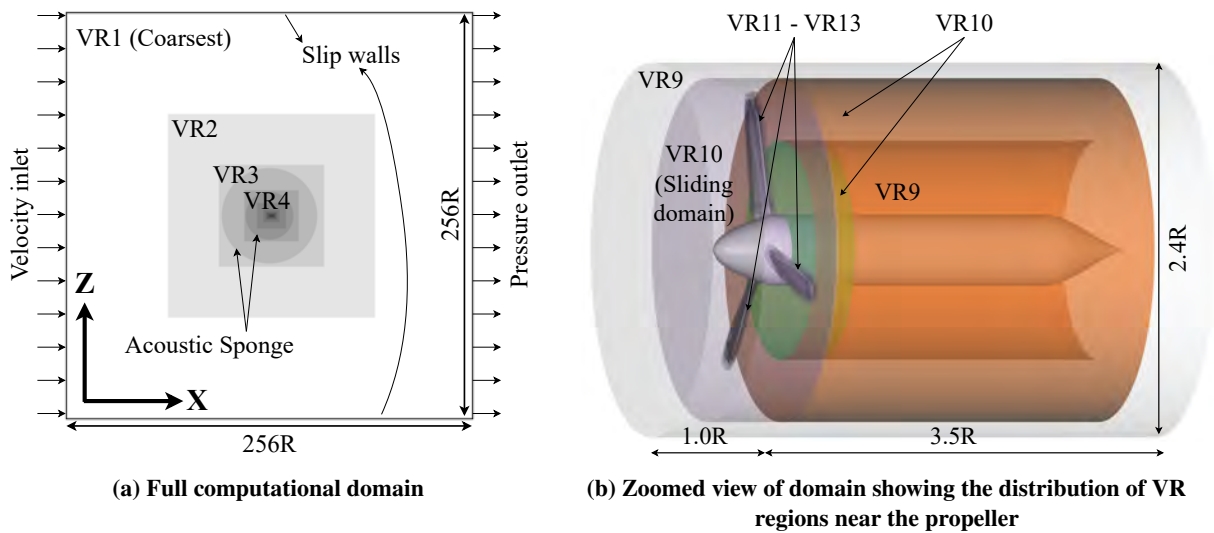 VR1 (Coarsest)
Slip walls
VR2
VR3
VR4
Velocity inlet
256R
Pressure outlet
Z
X
Acoustic Sponge
256R
(a) Full computational domain
VR11 - VR13
VR10
VR9
VR10
(Sliding
domain)
VR9
2.4R
1.0R
3.5R
(b) Zoomed view of domain showing the distribution of VR
regions near the propeller